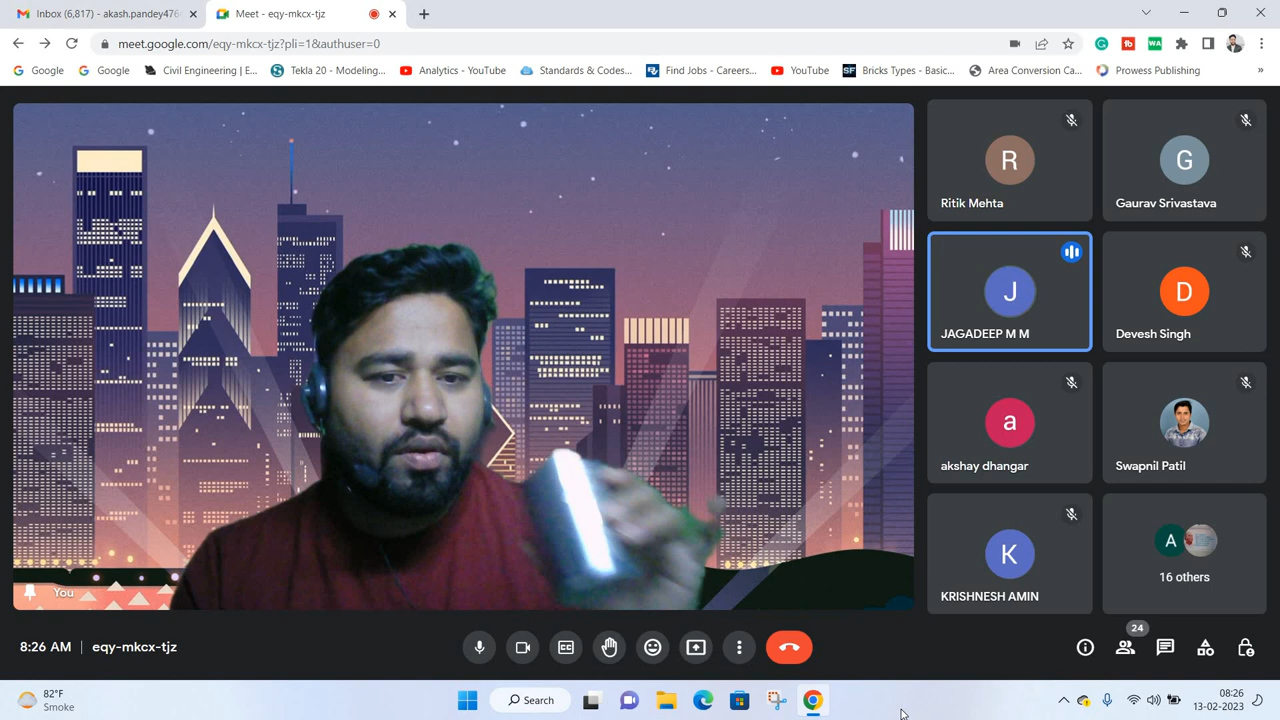 Inbox (6,817) - akash.pandey476
Meet - eqy-mkcx-tjz
meet.google.com/eqy-mkcx-tjz?pli=1&authuser=0
Google
Google
Civil Engineering | E...
Tekla 20 - Modeling...
Analytics - YouTube
Standards & Codes...
Find Jobs - Careers...
YouTube
Bricks Types - Basic...
Area Conversion Ca...
Prowess Publishing
»
R
Ritik Mehta
G
Gaurav Srivastava
J
JAGADEEP M M
D
Devesh Singh
a
akshay dhangar
Swapnil Patil
K
KRISHNESH AMIN
A
16 others
You
8:26 AM | eqy-mkcx-tjz
24
82°F
Smoke
Search
08:26
13-02-2023